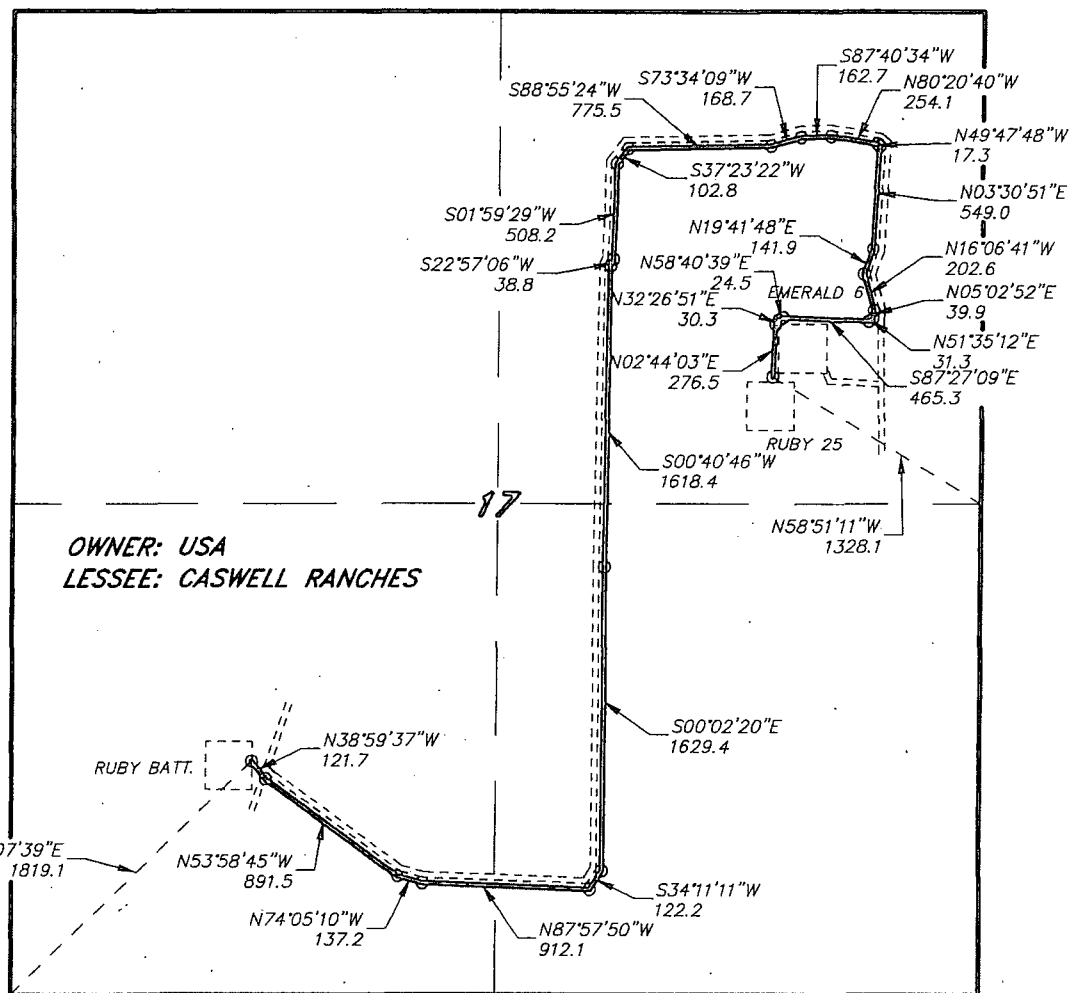 S87°40'34"W
162.7
S73°34'09"W
168.7
N80°20'40"W
254.1
S88°55'24"W
775.5
N49°47'48"W
17.3
S37°23'22"W
102.8
N03°30'51"E
549.0
S01°59'29"W
508.2
N19°41'48"E
141.9
N16°06'41"W
202.6
S22°57'06"W
38.8
N58°40'39"E
24.5
EMERALD 6
N05°02'52"E
39.9
N32°26'51"E
30.3
N51°35'12"E
31.3
N02°44'03"E
276.5
S87°27'09"E
465.3
RUBY 25
S00°40'46"W
1618.4
17
N58°51'11"W
1328.1
OWNER: USA
LESSEE: CASWELL RANCHES
S00°02'20"E
1629.4
N38°59'37"W
121.7
RUBY BATT.
07'39"E
1819.1
N53°58'45"W
891.5
S34°11'11"W
122.2
N74°05'10"W
137.2
N87°57'50"W
912.1